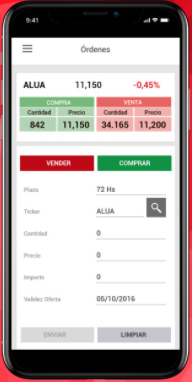 9:41
Órdenes
ALUA 11,150 -0,45%
COMPRA VENTA
Cantidad Precio Cantidad Precio
842 11,150 34.165 11,200
VENDER COMPRAR
Plazo 72 Hs
Ticker ALUA
Cantidad 0
Precio 0
Importe 0
Validez Oferta 05/10/2016
ENVIAR LIMPIAR